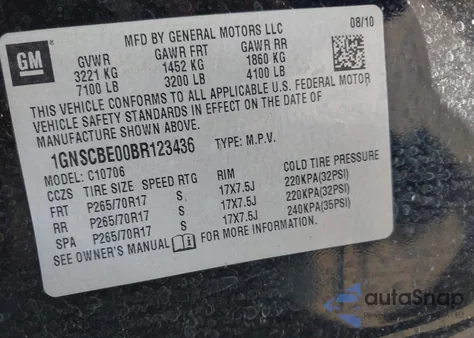 MFD BY GENERAL MOTORS LLC 08/10
GM
GVWR GAWR FRT GAWR RR
3221 KG 1452 KG 1860 KG
7100 LB 3200 LB 4100 LB
THIS VEHICLE CONFORMS TO ALL APPLICABLE U.S. FEDERAL MOTOR
VEHICLE SAFETY STANDARDS IN EFFECT ON THE DATE OF
MANUFACTURE SHOWN ABOVE.
1GNSCBE00BR123436 TYPE: M.P.V.
MODEL: C10706
CCZS TIRE SIZE SPEED RTG RIM COLD TIRE PRESSURE
FRT P265/70R17 S 17X7.5J 220KPA(32PSI)
RR P265/70R17 S 17X7.5J 220KPA(32PSI)
SPA P265/70R17 S 17X7.5J 240KPA(35PSI)
SEE OWNER'S MANUAL FOR MORE INFORMATION.
autoSnap